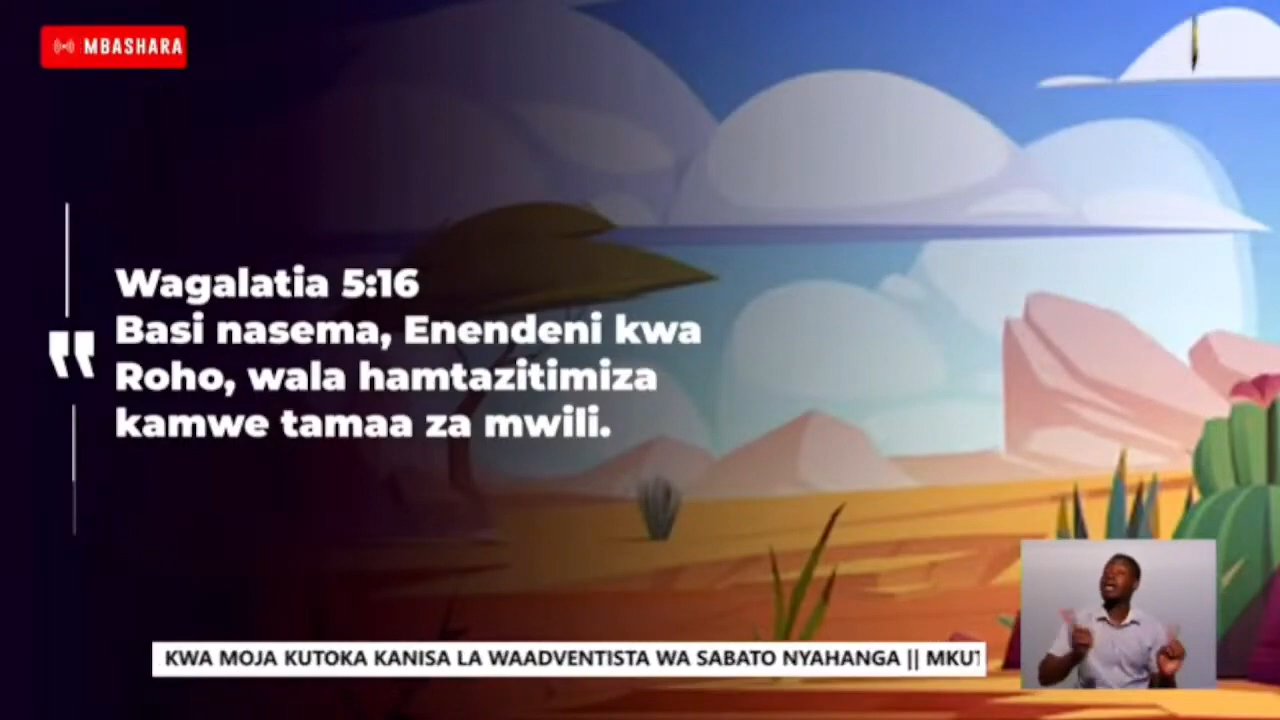 MBASHARA
Wagalatia 5:16
Basi nasema, Enendeni kwa
Roho, wala hamtazitimiza
kamwe tamaa za mwili.
KWA MOJA KUTOKA KANISA LA WAADVENTISTA WA SABATO NYAHANGA ||